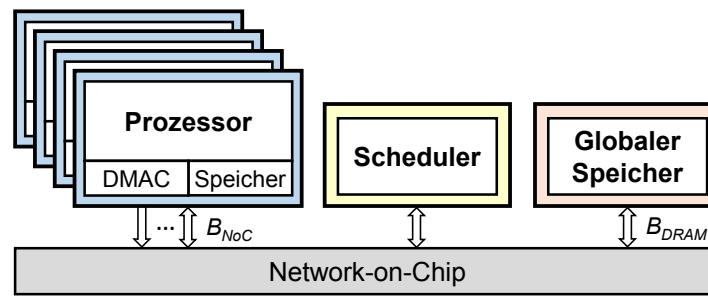 Prozessor
DMAC
Speicher
Scheduler
Globaler
Speicher
...
B_NoC
B_DRAM
Network-on-Chip